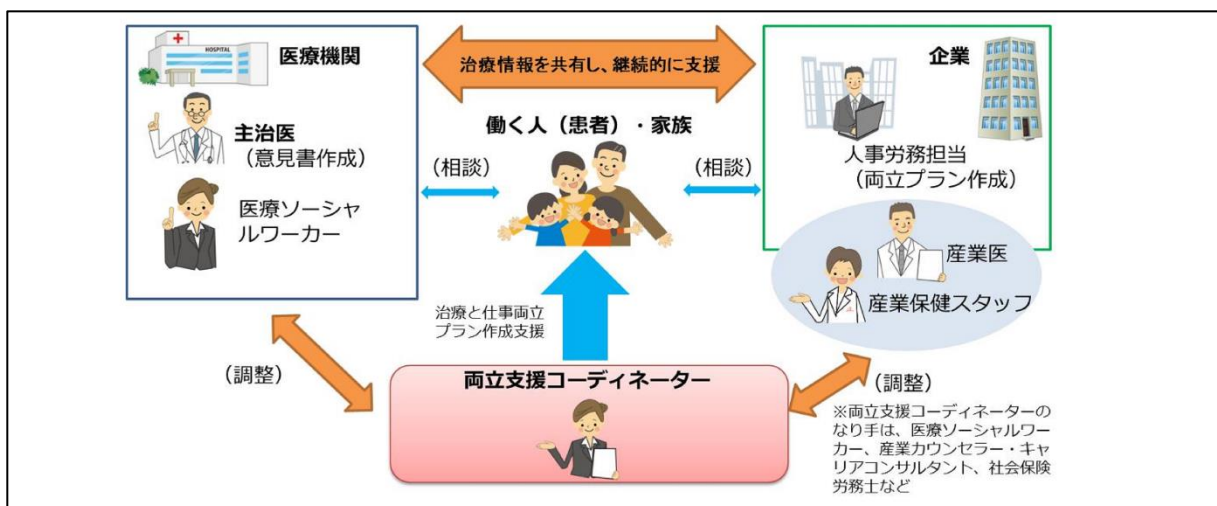 HOSPITAL
医療機関
主治医
（意見書作成）
医療ソーシャ
ルワーカー
治療情報を共有し、継続的に支援
働く人（患者）・家族
（相談）
（相談）
企業
人事労務担当
（両立プラン作成）
産業医
産業保健スタッフ
治療と仕事両立
プラン作成支援
（調整）
両立支援コーディネーター
（調整）
※両立支援コーディネーターの
なり手は、医療ソーシャルワー
カー、産業カウンセラー・キャ
リアコンサルタント、社会保険
労務士など